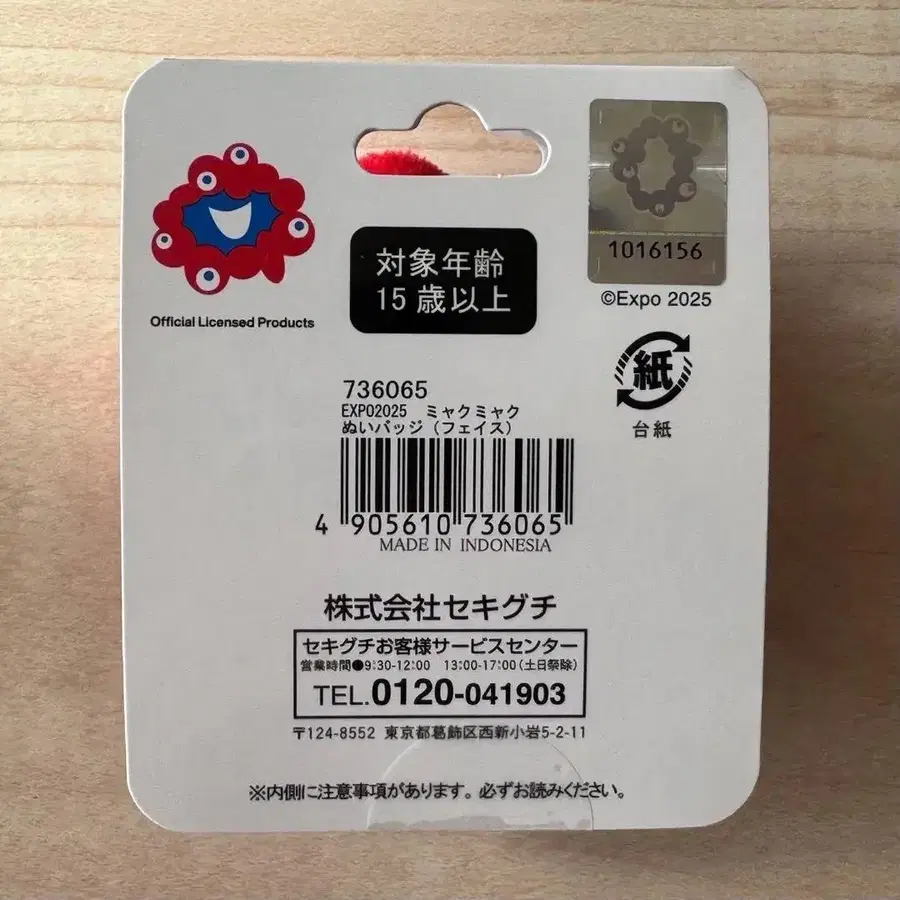 Official Licensed Products
対象年齢
15歳以上
1016156
©Expo 2025
紙
台紙
736065
EXPO2025 ミャクミャク
ぬいバッジ（フェイス）
4 905610 736065
MADE IN INDONESIA
株式会社セキグチ
セキグチお客様サービスセンター
営業時間●9:30-12:00 13:00-17:00（土日祭除）
TEL.0120-041903
〒124-8552 東京都葛飾区西新小岩5-2-11
※内側に注意事項があります。必ずお読みください。